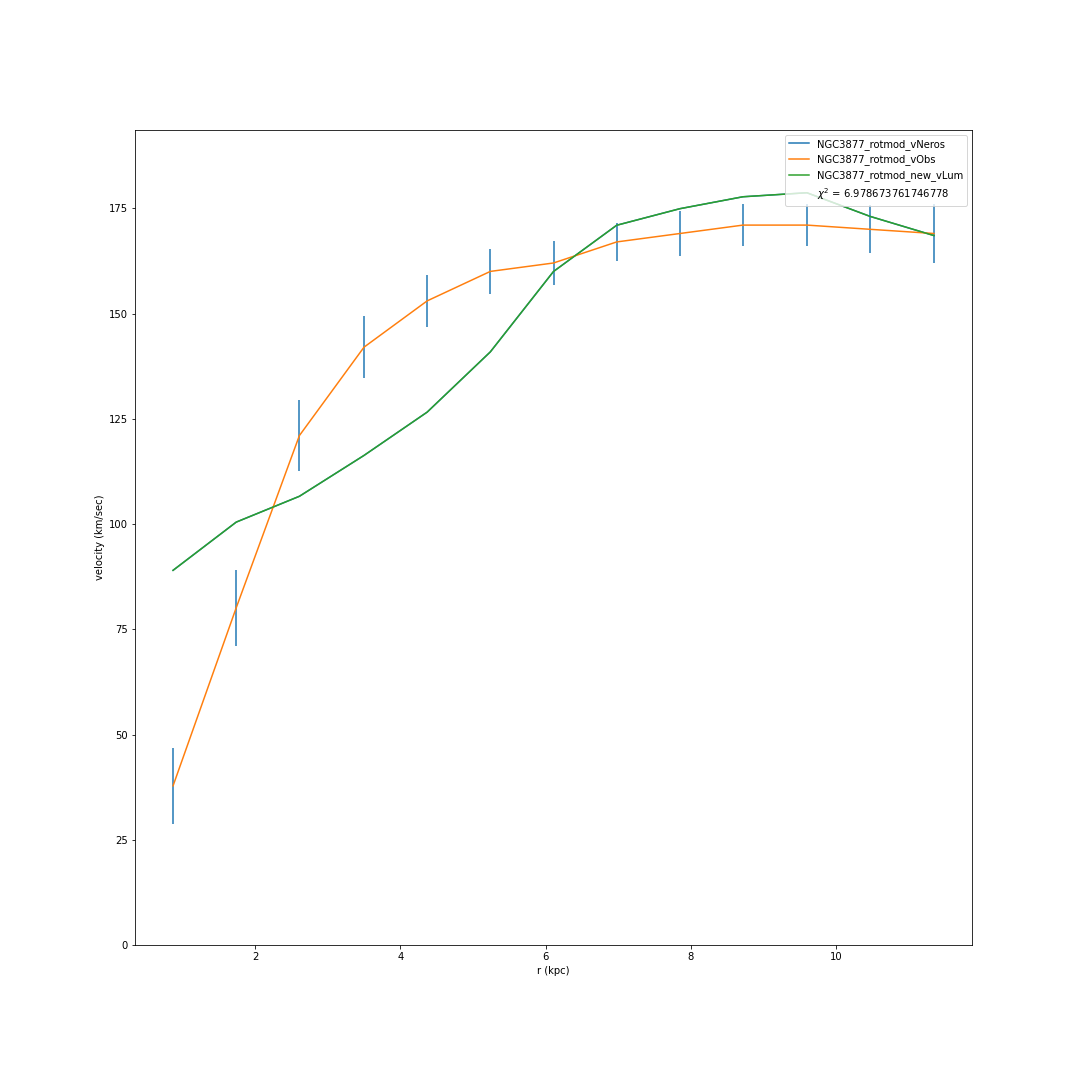 NGC3877_rotmod_vNeros
NGC3877_rotmod_vObs
NGC3877_rotmod_new_vLum
χ² = 6.978673761746778
175
150
125
100
75
50
25
0
velocity (km/sec)
2 4 6 8 10
r (kpc)